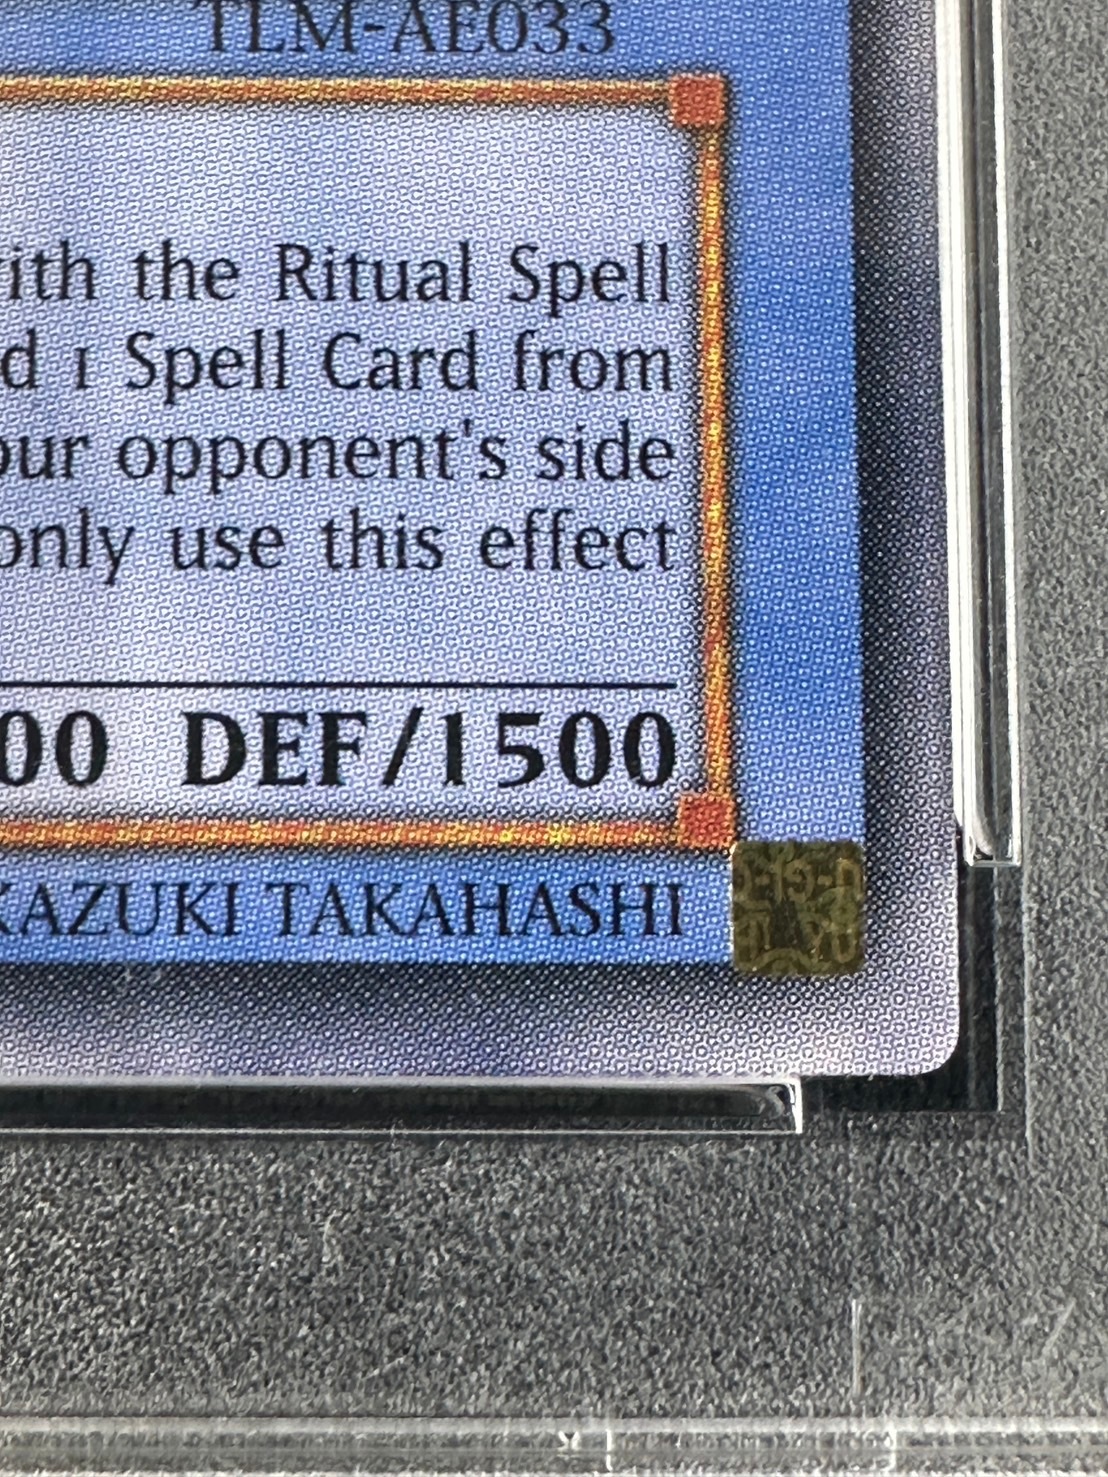 TLM-AE033
ith the Ritual Spell
d 1 Spell Card from
our opponent's side
only use this effect
00 DEF/1500
KAZUKI TAKAHASHI